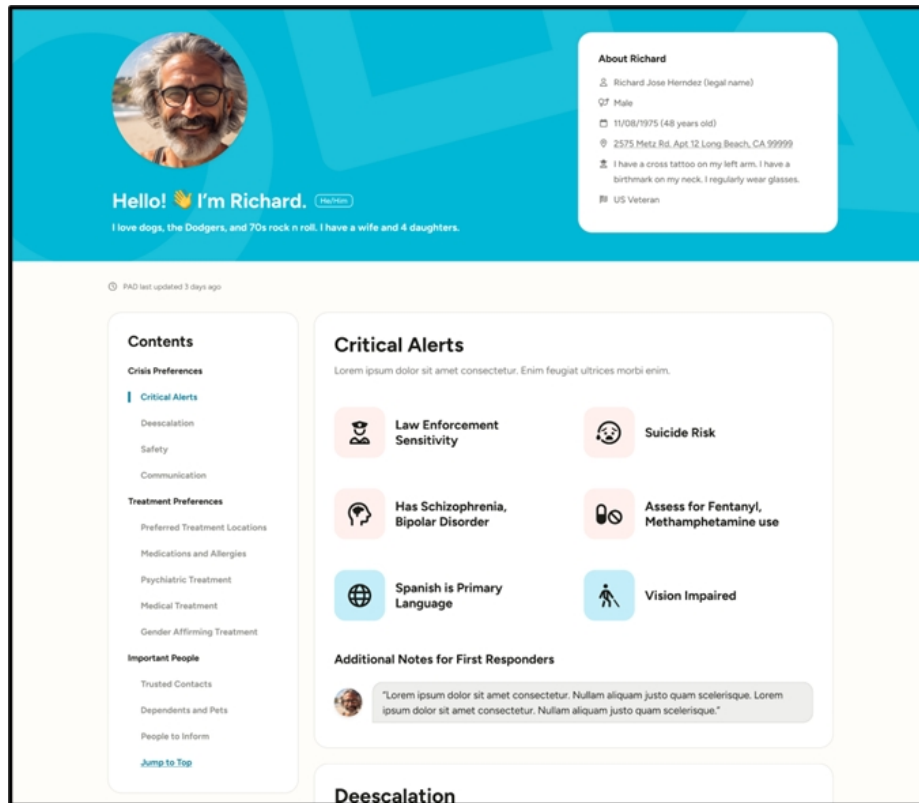 Hello! 👋 I'm Richard. He/Him
I love dogs, the Dodgers, and 70s rock n roll. I have a wife and 4 daughters.
About Richard
Richard Jose Herndez (legal name)
Male
11/08/1975 (48 years old)
2575 Metz Rd. Apt 12 Long Beach, CA 99999
I have a cross tattoo on my left arm. I have a
birthmark on my neck. I regularly wear glasses.
US Veteran
PAD last updated 3 days ago
Contents
Crisis Preferences
Critical Alerts
Deescalation
Safety
Communication
Treatment Preferences
Preferred Treatment Locations
Medications and Allergies
Psychiatric Treatment
Medical Treatment
Gender Affirming Treatment
Important People
Trusted Contacts
Dependents and Pets
People to Inform
Jump to Top
Critical Alerts
Lorem ipsum dolor sit amet consectetur. Enim feugiat ultrices morbi enim.
Law Enforcement
Sensitivity
Suicide Risk
Has Schizophrenia,
Bipolar Disorder
Assess for Fentanyl,
Methamphetamine use
Spanish is Primary
Language
Vision Impaired
Additional Notes for First Responders
"Lorem ipsum dolor sit amet consectetur. Nullam aliquam justo quam scelerisque. Lorem
ipsum dolor sit amet consectetur. Nullam aliquam justo quam scelerisque."
Deescalation